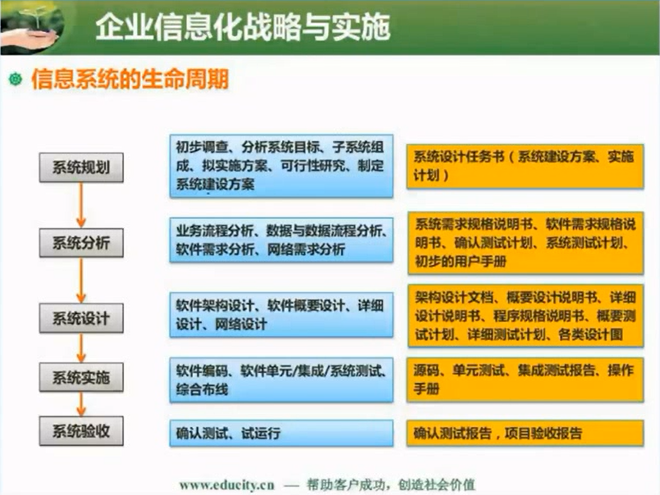 企业信息化战略与实施
信息系统的生命周期
系统规划
初步调查、分析系统目标、子系统组
成、拟实施方案、可行性研究、制定
系统建设方案
系统设计任务书（系统建设方案、实施
计划）
系统分析
业务流程分析、数据与数据流程分析、
软件需求分析、网络需求分析
系统需求规格说明书、软件需求规格说
明书、确认测试计划、系统测试计划、
初步的用户手册
系统设计
软件架构设计、软件概要设计、详细
设计、网络设计
架构设计文档、概要设计说明书、详细
设计说明书、程序规格说明书、概要测
试计划、详细测试计划、各类设计图
系统实施
软件编码、软件单元/集成/系统测试、
综合布线
源码、单元测试、集成测试报告、操作
手册
系统验收
确认测试、试运行
确认测试报告，项目验收报告
www.educity.cn — 帮助客户成功，创造社会价值